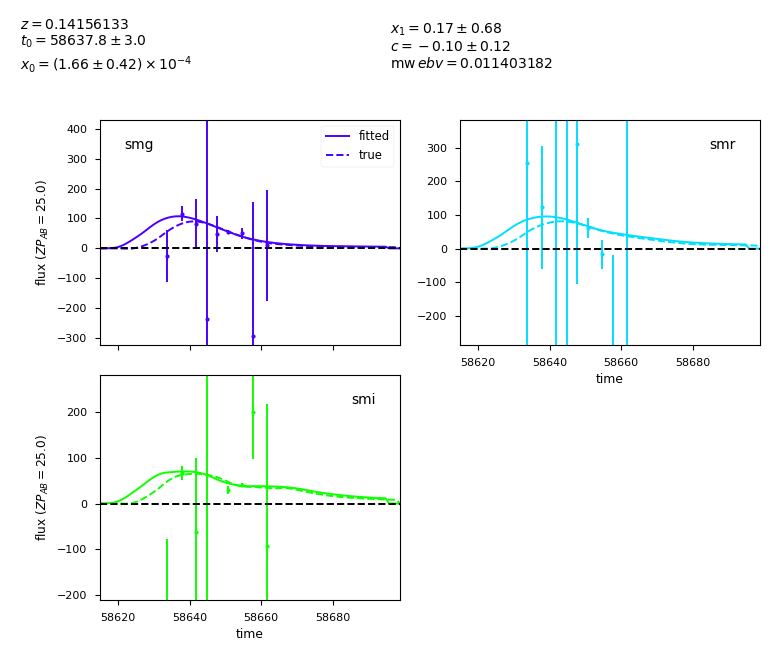 z = 0.14156133
t₀ = 58637.8 ± 3.0
x₀ = (1.66 ± 0.42) × 10⁻⁴
x₁ = 0.17 ± 0.68
c = −0.10 ± 0.12
mw ebv = 0.011403182
smg
fitted
true
400
300
200
100
0
−100
−200
−300
flux (ZP_AB = 25.0)
smr
300
200
100
0
−100
−200
58620 58640 58660 58680
time
smi
200
100
0
−100
−200
flux (ZP_AB = 25.0)
58620 58640 58660 58680
time